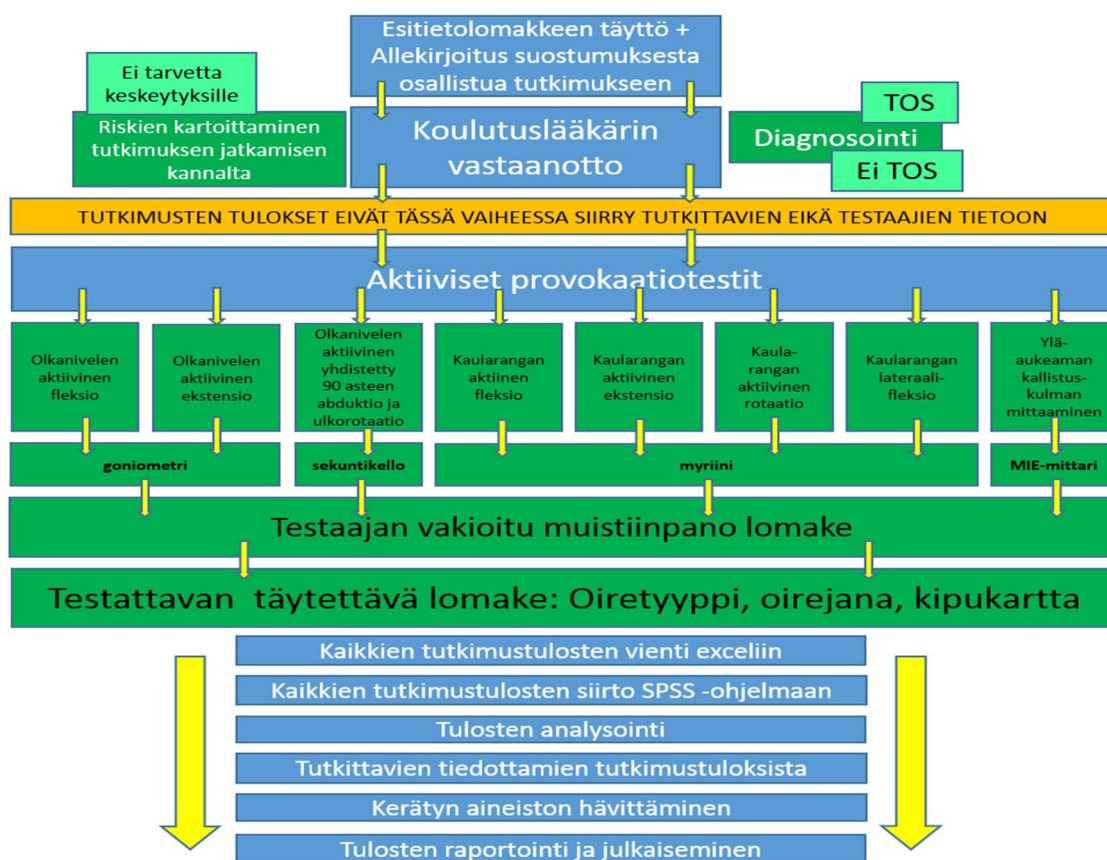 Esitietolomakkeen täyttö +
Allekirjoitus suostumuksesta
osallistua tutkimukseen
Ei tarvetta
keskeytyksille
Riskien kartoittaminen
tutkimuksen jatkamisen
kannalta
Koulutuslääkärin
vastaanotto
TOS
Diagnosointi
Ei TOS
TUTKIMUSTEN TULOKSET EIVÄT TÄSSÄ VAIHEESSA SIIRRY TUTKITTAVIEN EIKÄ TESTAAJIEN TIETOON
Aktiiviset provokaatiotestit
Olkanivelen
aktiivinen
fleksio
Olkanivelen
aktiivinen
ekstensio
Olkanivelen
aktiivinen
yhdistetty
90 asteen
abduktio ja
ulkorotaatio
Kaularangan
aktiinen
fleksio
Kaularangan
aktiivinen
ekstensio
Kaula-
rangan
aktiivinen
rotaatio
Kaularangan
lateraali-
fleksio
Ylä-
aukeaman
kallistus-
kulman
mittaaminen
goniometri
sekuntikello
myriini
MIE-mittari
Testaajan vakioitu muistiinpano lomake
Testattavan täytettävä lomake: Oiretyyppi, oirejana, kipukartta
Kaikkien tutkimustulosten vienti exceliin
Kaikkien tutkimustulosten siirto SPSS -ohjelmaan
Tulosten analysointi
Tutkittavien tiedottamien tutkimustuloksista
Kerätyn aineiston hävittäminen
Tulosten raportointi ja julkaiseminen